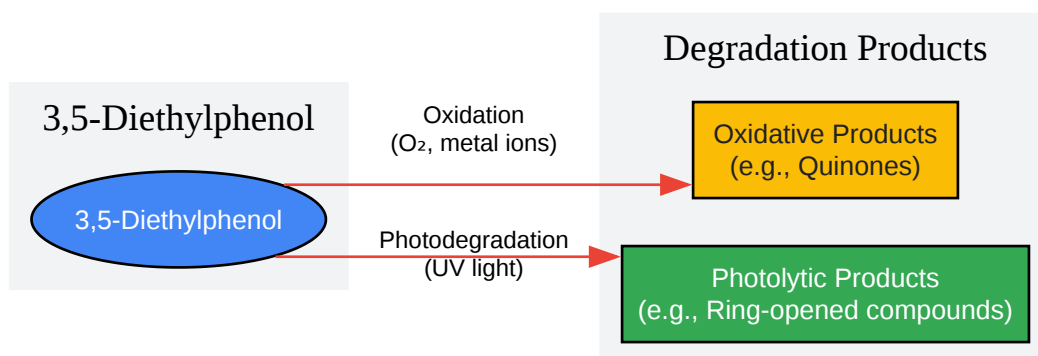 3,5-Diethylphenol
3,5-Diethylphenol
Oxidation
(O₂, metal ions)
Photodegradation
(UV light)
Degradation Products
Oxidative Products
(e.g., Quinones)
Photolytic Products
(e.g., Ring-opened compounds)